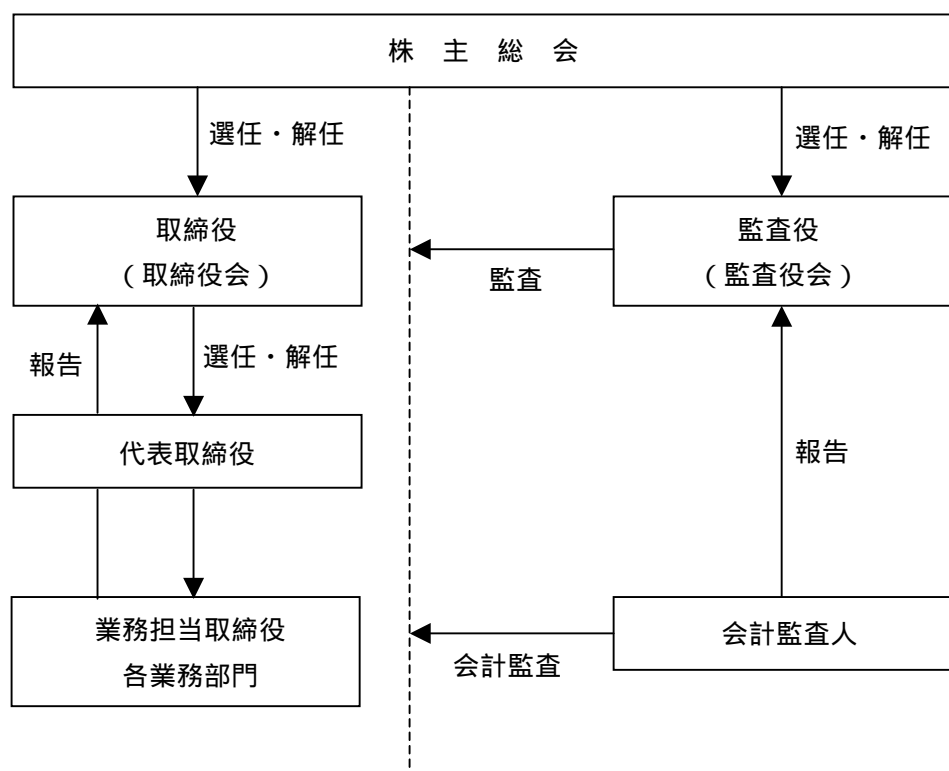 株 主 総 会
選任・解任
選任・解任
取締役
（取締役会）
監査役
（監査役会）
監査
報告
選任・解任
代表取締役
報告
業務担当取締役
各業務部門
会計監査
会計監査人